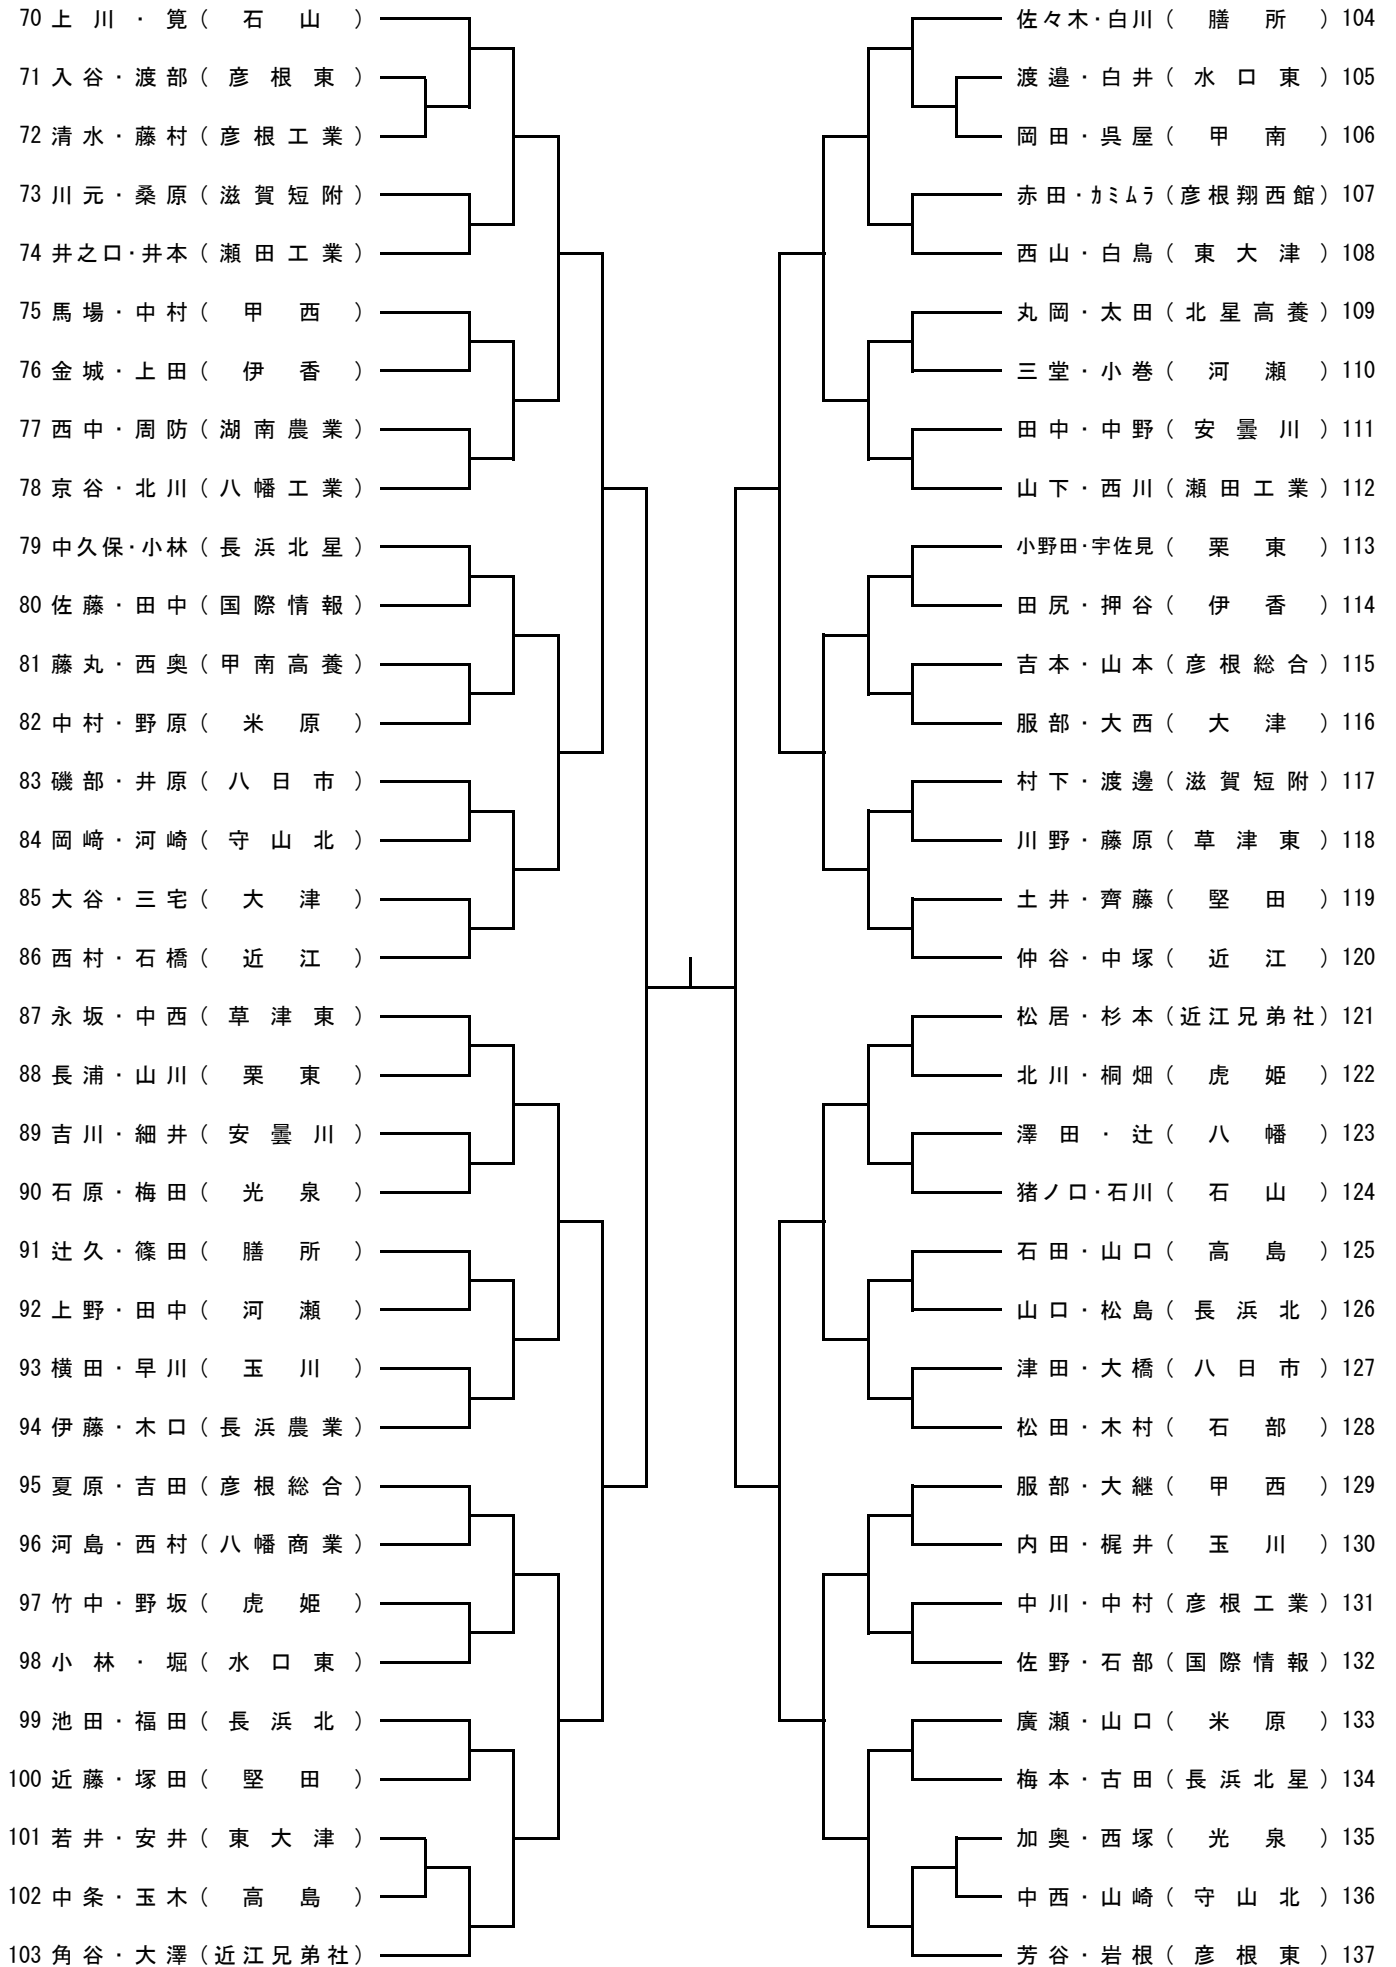 70 上川・筧（石山）
71 入谷・渡部（彦根東）
72 清水・藤村（彦根工業）
73 川元・桑原（滋賀短附）
74 井之口・井本（瀬田工業）
75 馬場・中村（甲西）
76 金城・上田（伊香）
77 西中・周防（湖南農業）
78 京谷・北川（八幡工業）
79 中久保・小林（長浜北星）
80 佐藤・田中（国際情報）
81 藤丸・西奥（甲南高養）
82 中村・野原（米原）
83 磯部・井原（八日市）
84 岡﨑・河崎（守山北）
85 大谷・三宅（大津）
86 西村・石橋（近江）
87 永坂・中西（草津東）
88 長浦・山川（栗東）
89 吉川・細井（安曇川）
90 石原・梅田（光泉）
91 辻久・篠田（膳所）
92 上野・田中（河瀬）
93 横田・早川（玉川）
94 伊藤・木口（長浜農業）
95 夏原・吉田（彦根総合）
96 河島・西村（八幡商業）
97 竹中・野坂（虎姫）
98 小林・堀（水口東）
99 池田・福田（長浜北）
100 近藤・塚田（堅田）
101 若井・安井（東大津）
102 中条・玉木（高島）
103 角谷・大澤（近江兄弟社）
佐々木・白川（膳所）104
渡邉・白井（水口東）105
岡田・呉屋（甲南）106
赤田・ｶﾐﾑﾗ（彦根翔西館）107
西山・白鳥（東大津）108
丸岡・太田（北星高養）109
三堂・小巻（河瀬）110
田中・中野（安曇川）111
山下・西川（瀬田工業）112
小野田・宇佐見（栗東）113
田尻・押谷（伊香）114
吉本・山本（彦根総合）115
服部・大西（大津）116
村下・渡邊（滋賀短附）117
川野・藤原（草津東）118
土井・齊藤（堅田）119
仲谷・中塚（近江）120
松居・杉本（近江兄弟社）121
北川・桐畑（虎姫）122
澤田・辻（八幡）123
猪ノ口・石川（石山）124
石田・山口（高島）125
山口・松島（長浜北）126
津田・大橋（八日市）127
松田・木村（石部）128
服部・大継（甲西）129
内田・梶井（玉川）130
中川・中村（彦根工業）131
佐野・石部（国際情報）132
廣瀬・山口（米原）133
梅本・古田（長浜北星）134
加奥・西塚（光泉）135
中西・山崎（守山北）136
芳谷・岩根（彦根東）137